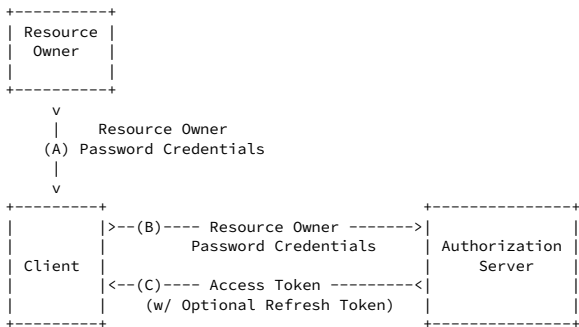 Resource
Owner
Resource Owner
(A) Password Credentials
>--(B)---- Resource Owner ------->
Password Credentials
Authorization
Client
Server
<--(C)---- Access Token ---------<
(w/ Optional Refresh Token)